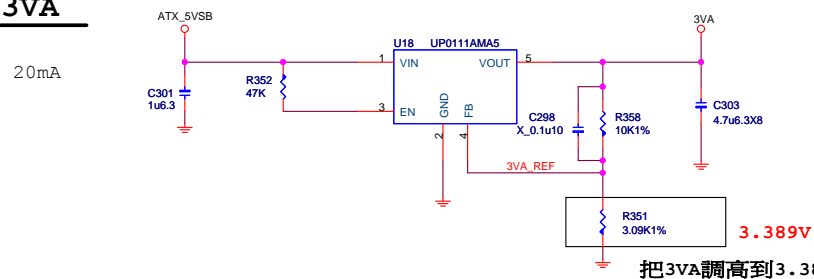 3VA
20mA
ATX_5VSB
3VA
U18 UP0111AMA5
1 VIN
VOUT 5
R352
47K
C301
1u6.3
3 EN
GND
FB
2
4
C298
X_0.1u10
R358
10K1%
C303
4.7u6.3X8
3VA_REF
R351
3.09K1%
3.389V
把3VA調高到3.38